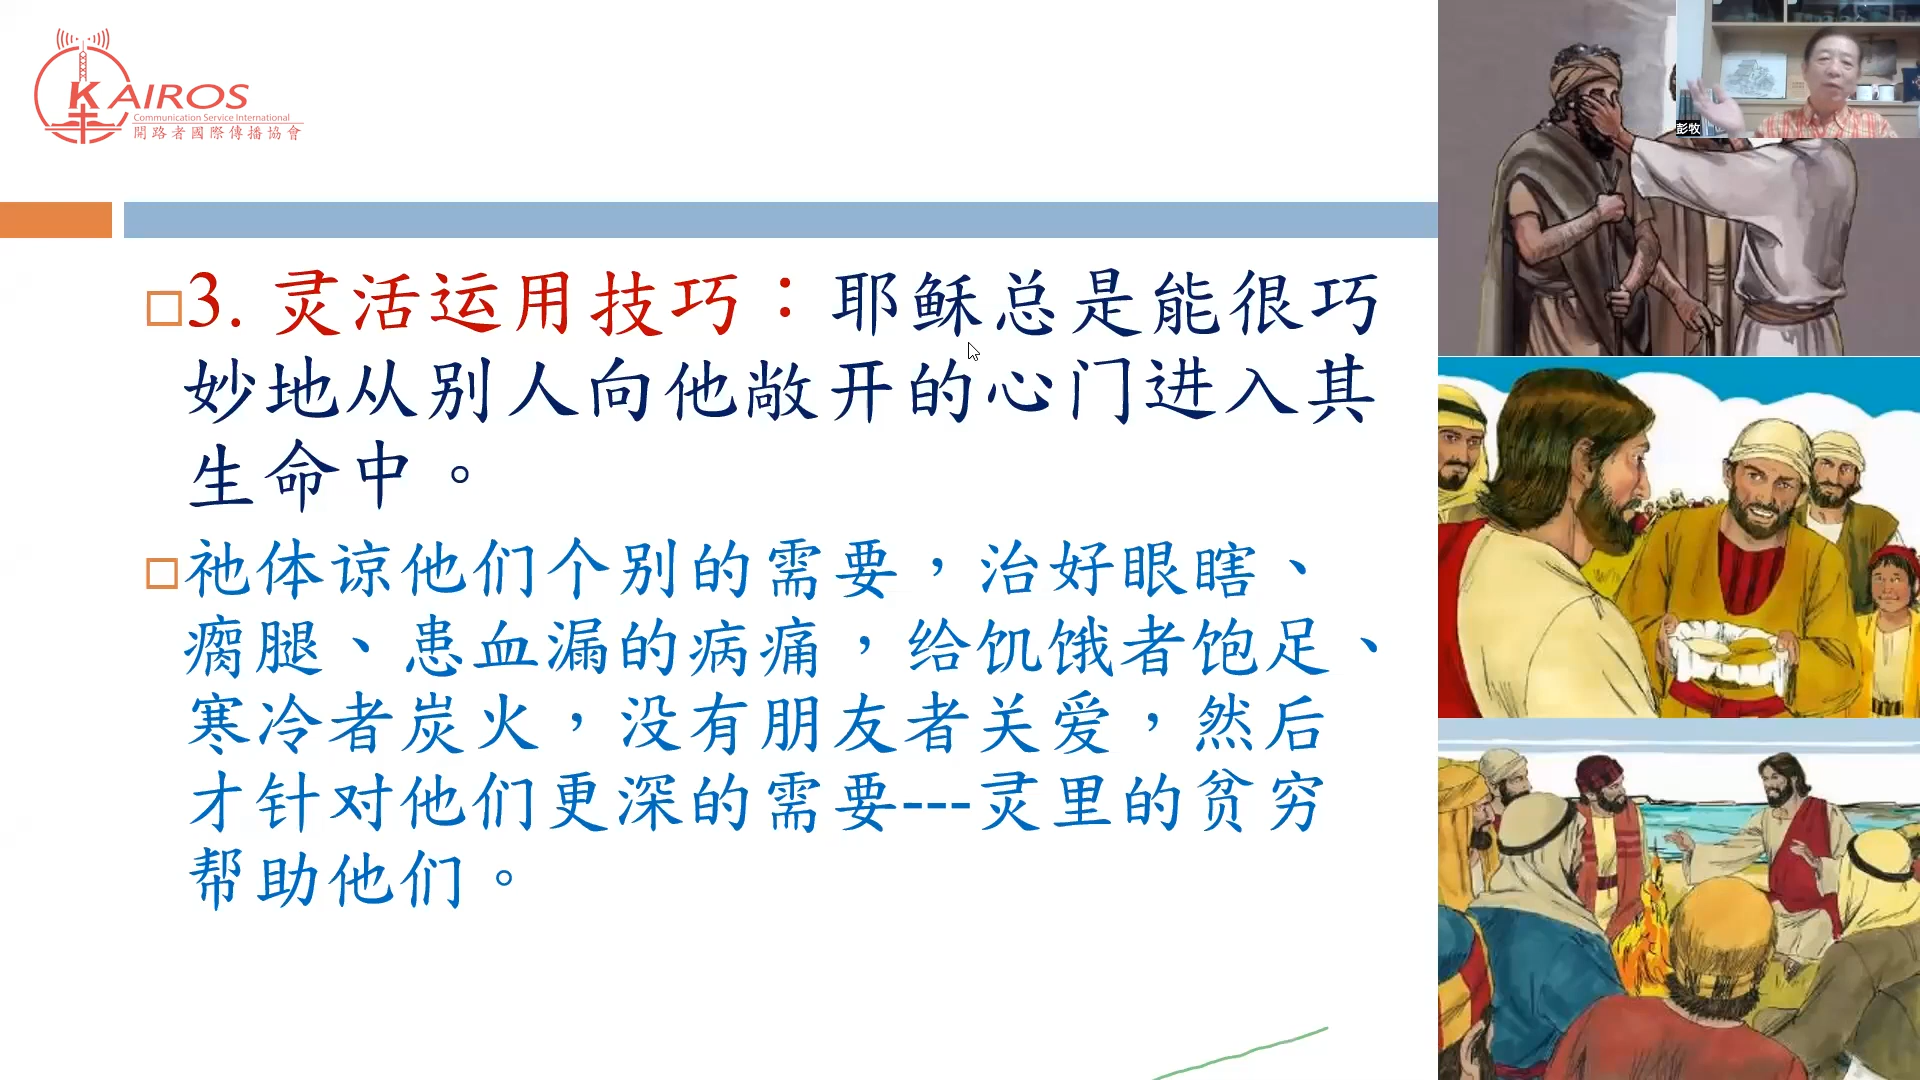 KAIROS
Communication Service International
開路者國際傳播協會
彭牧
3. 灵活运用技巧：耶稣总是能很巧
妙地从别人向他敞开的心门进入其
生命中。
祂体谅他们个别的需要，治好眼瞎、
瘸腿、患血漏的病痛，给饥饿者饱足、
寒冷者炭火，没有朋友者关爱，然后
才针对他们更深的需要---灵里的贫穷
帮助他们。